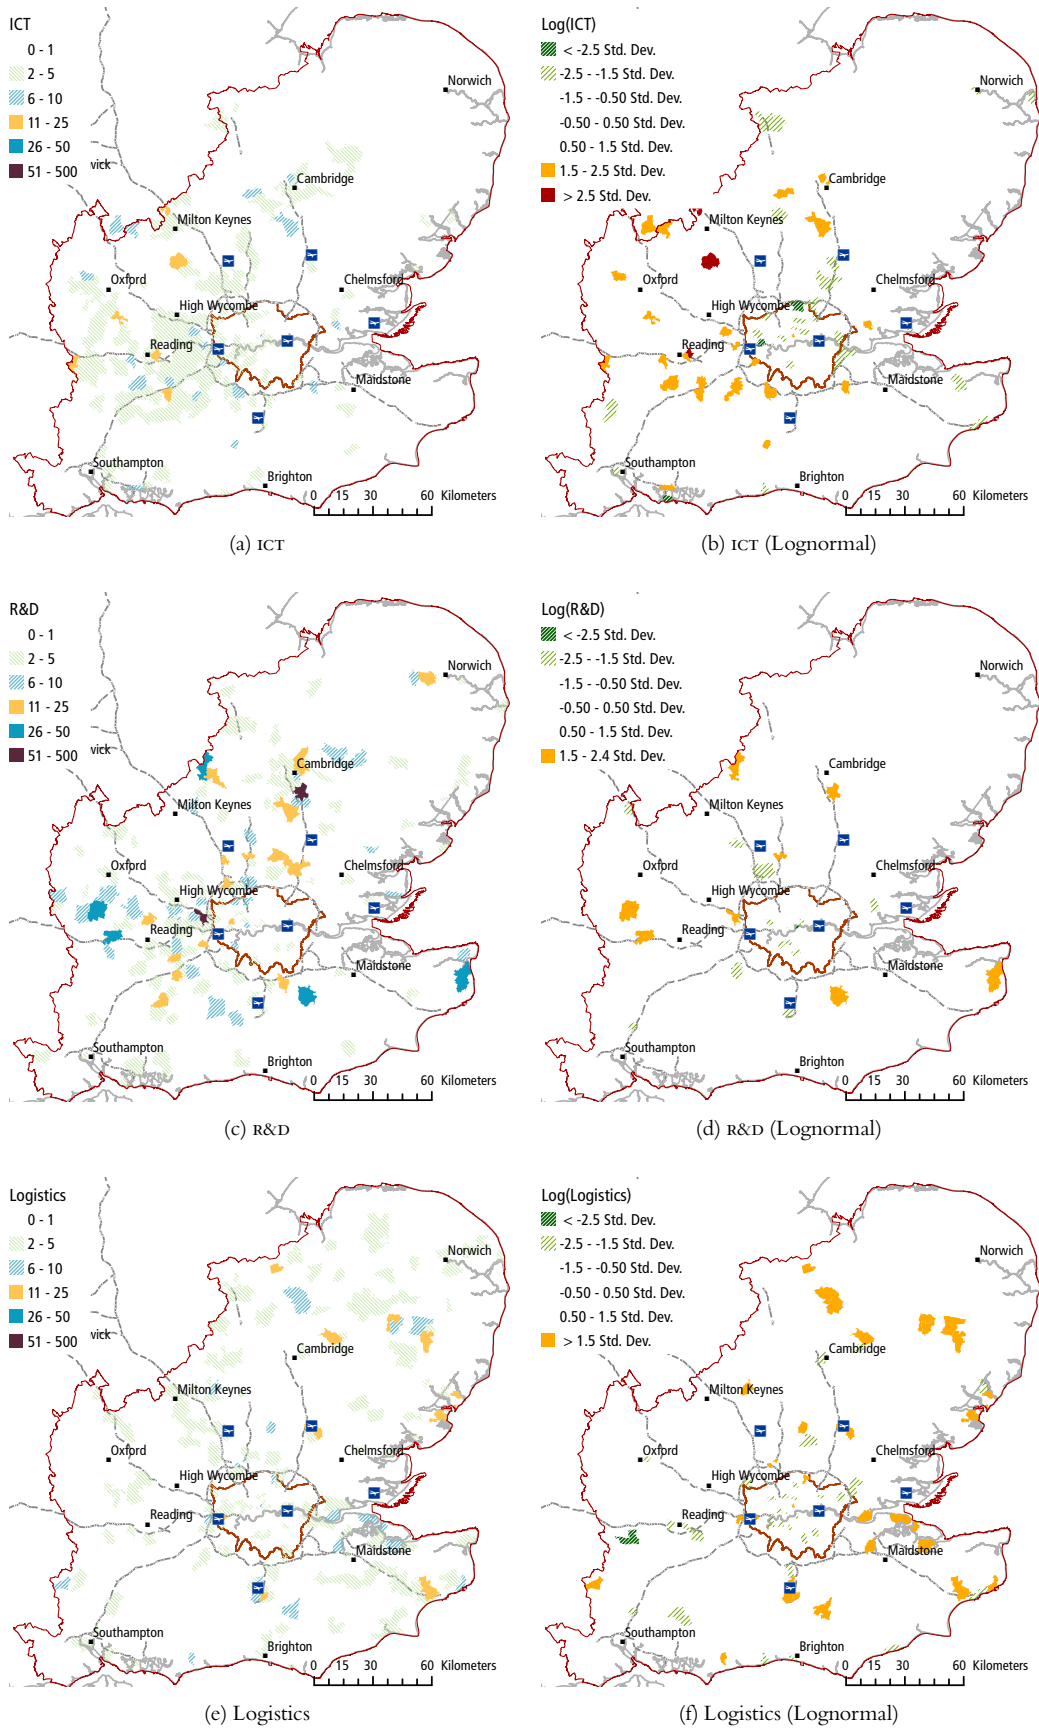 ICT
0 - 1
2 - 5
6 - 10
11 - 25
26 - 50
51 - 500
vick
Norwich
Cambridge
Milton Keynes
Oxford
Chelmsford
High Wycombe
Reading
Maidstone
Southampton
Brighton
0 15 30 60 Kilometers
(a) ICT
Log(ICT)
< -2.5 Std. Dev.
-2.5 - -1.5 Std. Dev.
-1.5 - -0.50 Std. Dev.
-0.50 - 0.50 Std. Dev.
0.50 - 1.5 Std. Dev.
1.5 - 2.5 Std. Dev.
> 2.5 Std. Dev.
Norwich
Cambridge
Milton Keynes
Oxford
Chelmsford
High Wycombe
Reading
Maidstone
Southampton
Brighton
0 15 30 60 Kilometers
(b) ICT (Lognormal)
R&D
0 - 1
2 - 5
6 - 10
11 - 25
26 - 50
51 - 500
vick
Norwich
Cambridge
Milton Keynes
Oxford
Chelmsford
High Wycombe
Reading
Maidstone
Southampton
Brighton
0 15 30 60 Kilometers
(c) R&D
Log(R&D)
< -2.5 Std. Dev.
-2.5 - -1.5 Std. Dev.
-1.5 - -0.50 Std. Dev.
-0.50 - 0.50 Std. Dev.
0.50 - 1.5 Std. Dev.
1.5 - 2.4 Std. Dev.
Norwich
Cambridge
Milton Keynes
Oxford
Chelmsford
High Wycombe
Reading
Maidstone
Southampton
Brighton
0 15 30 60 Kilometers
(d) R&D (Lognormal)
Logistics
0 - 1
2 - 5
6 - 10
11 - 25
26 - 50
51 - 500
vick
Norwich
Cambridge
Milton Keynes
Oxford
Chelmsford
High Wycombe
Reading
Maidstone
Southampton
Brighton
0 15 30 60 Kilometers
(e) Logistics
Log(Logistics)
< -2.5 Std. Dev.
-2.5 - -1.5 Std. Dev.
-1.5 - -0.50 Std. Dev.
-0.50 - 0.50 Std. Dev.
0.50 - 1.5 Std. Dev.
> 1.5 Std. Dev.
Norwich
Cambridge
Milton Keynes
Oxford
Chelmsford
High Wycombe
Reading
Maidstone
Southampton
Brighton
0 15 30 60 Kilometers
(f) Logistics (Lognormal)